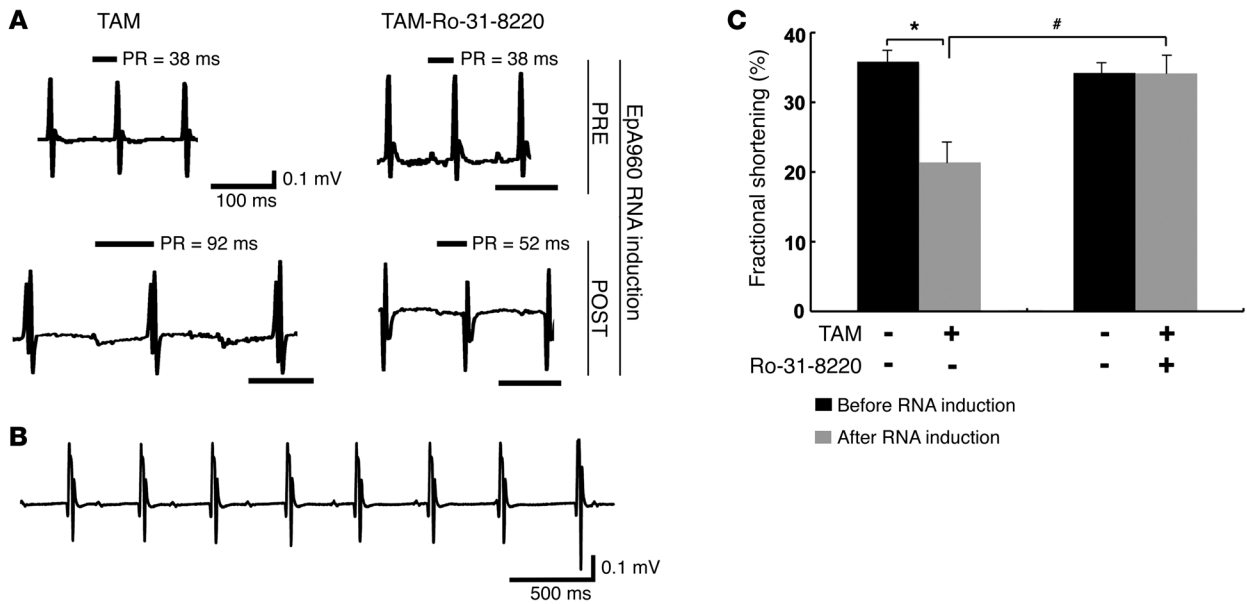 A
TAM
TAM-Ro-31-8220
PR = 38 ms
PR = 38 ms
0.1 mV
100 ms
PRE
EpA960 RNA induction
PR = 92 ms
PR = 52 ms
POST
B
0.1 mV
500 ms
C
Fractional shortening (%)
40
30
20
10
0
*
#
TAM - + - +
Ro-31-8220 - - - +
Before RNA induction
After RNA induction